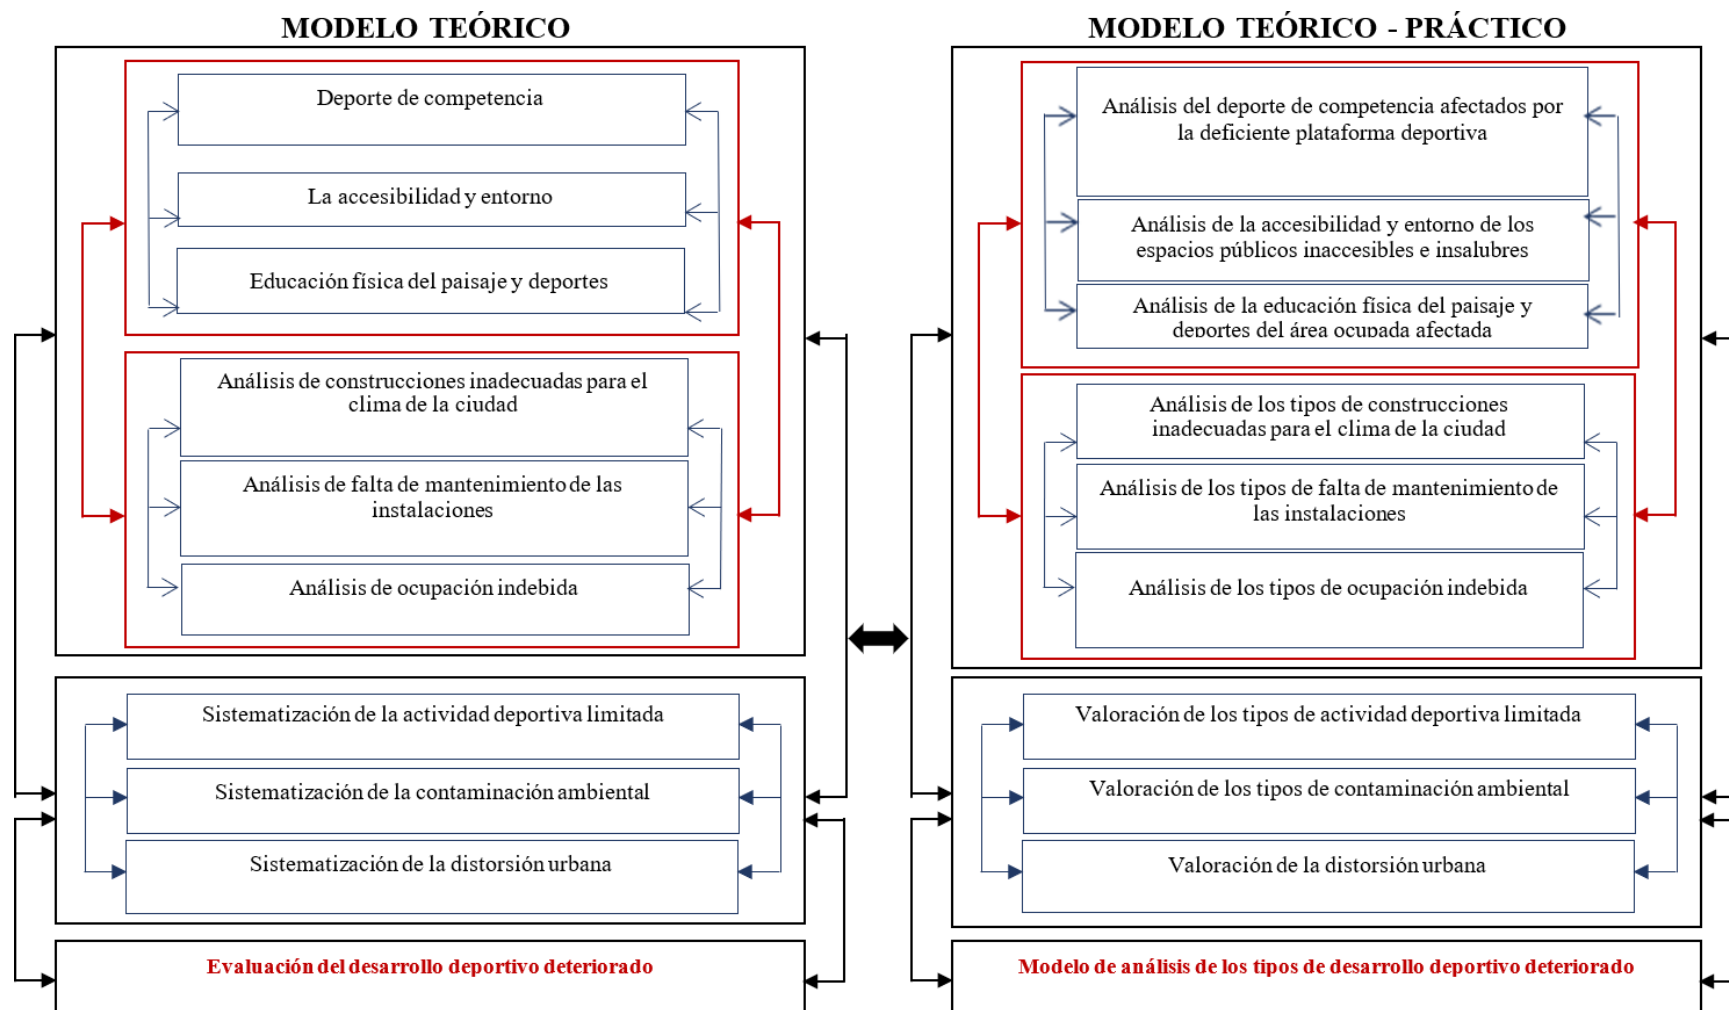 MODELO TEÓRICO
Deporte de competencia
La accesibilidad y entorno
Educación física del paisaje y deportes
Análisis de construcciones inadecuadas para el
clima de la ciudad
Análisis de falta de mantenimiento de las
instalaciones
Análisis de ocupación indebida
Sistematización de la actividad deportiva limitada
Sistematización de la contaminación ambiental
Sistematización de la distorsión urbana
Evaluación del desarrollo deportivo deteriorado
MODELO TEÓRICO - PRÁCTICO
Análisis del deporte de competencia afectados por
la deficiente plataforma deportiva
Análisis de la accesibilidad y entorno de los
espacios públicos inaccesibles e insalubres
Análisis de la educación física del paisaje y
deportes del área ocupada afectada
Análisis de los tipos de construcciones
inadecuadas para el clima de la ciudad
Análisis de los tipos de falta de mantenimiento de
las instalaciones
Análisis de los tipos de ocupación indebida
Valoración de los tipos de actividad deportiva limitada
Valoración de los tipos de contaminación ambiental
Valoración de la distorsión urbana
Modelo de análisis de los tipos de desarrollo deportivo deteriorado